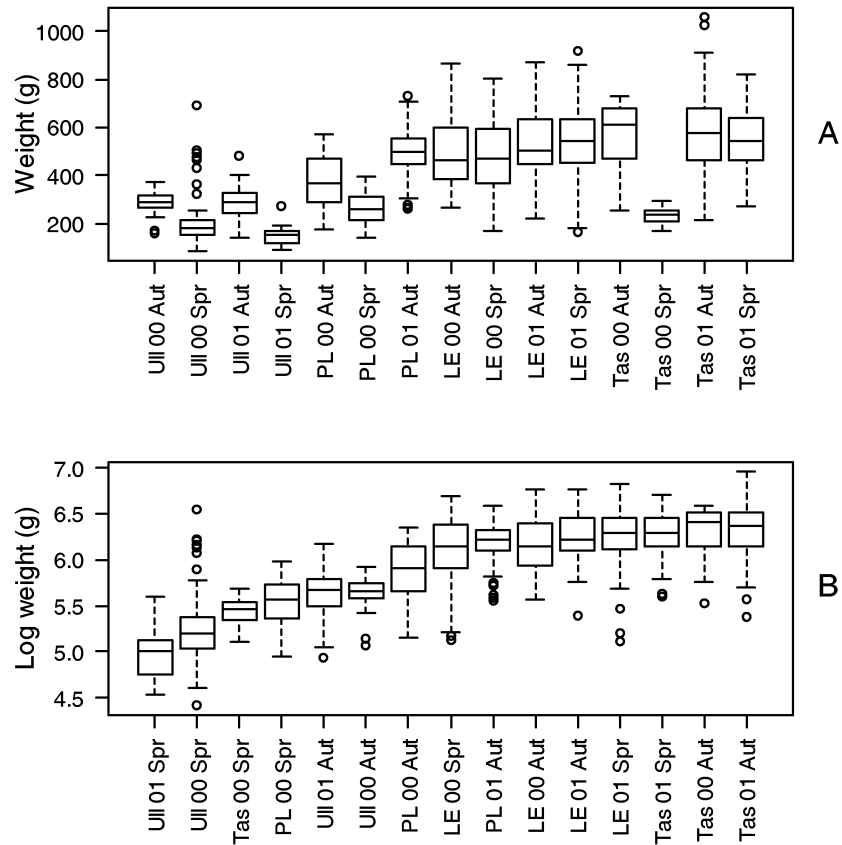 1000
800
600
400
200
Weight (g)
A
Ull 00 Aut
Ull 00 Spr
Ull 01 Aut
Ull 01 Spr
PL 00 Aut
PL 00 Spr
PL 01 Aut
LE 00 Aut
LE 00 Spr
LE 01 Aut
LE 01 Spr
Tas 00 Aut
Tas 00 Spr
Tas 01 Aut
Tas 01 Spr
7.0
6.5
6.0
5.5
5.0
4.5
Log weight (g)
B
Ull 01 Spr
Ull 00 Spr
Tas 00 Spr
PL 00 Spr
Ull 01 Aut
Ull 00 Aut
PL 00 Aut
LE 00 Spr
PL 01 Aut
LE 00 Aut
LE 01 Aut
LE 01 Spr
Tas 01 Spr
Tas 00 Aut
Tas 01 Aut